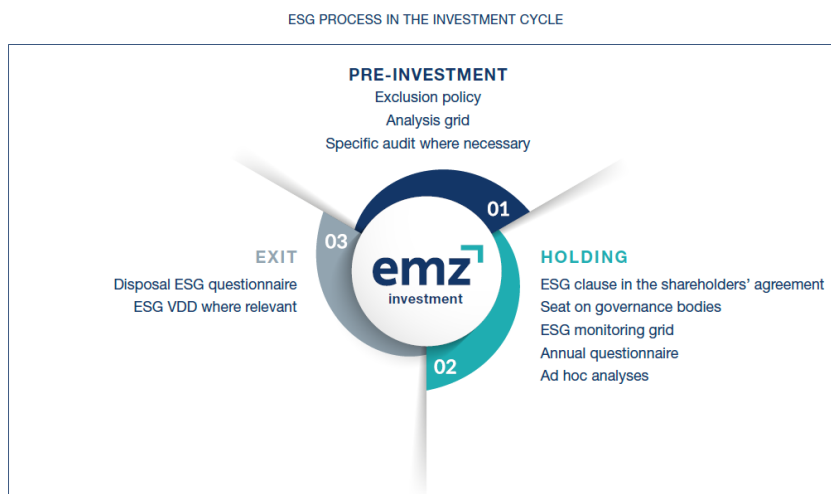 ESG PROCESS IN THE INVESTMENT CYCLE
PRE-INVESTMENT
Exclusion policy
Analysis grid
Specific audit where necessary
01
03
EXIT
Disposal ESG questionnaire
ESG VDD where relevant
emz
investment
HOLDING
ESG clause in the shareholders' agreement
Seat on governance bodies
ESG monitoring grid
Annual questionnaire
Ad hoc analyses
02